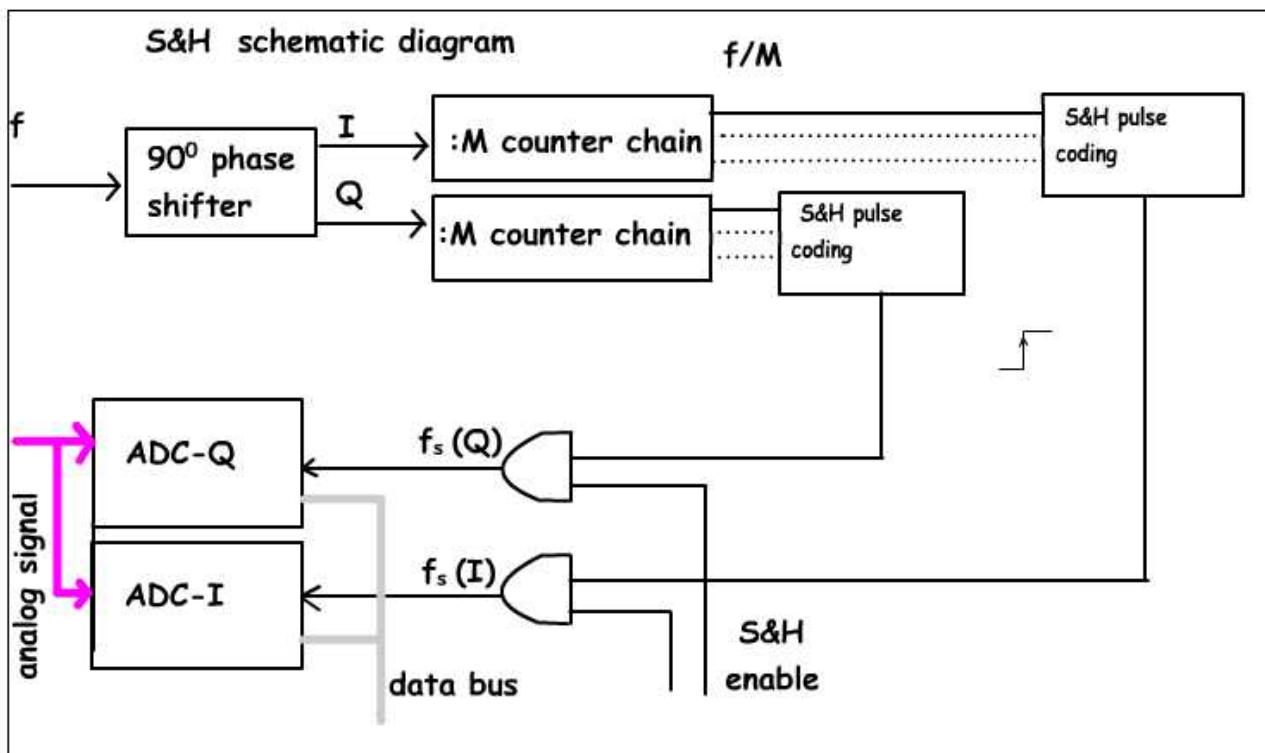 S&H schematic diagram
f/M
f
90⁰ phase
shifter
I
Q
:M counter chain
:M counter chain
S&H pulse
coding
S&H pulse
coding
analog signal
ADC-Q
ADC-I
fₛ (Q)
fₛ (I)
data bus
S&H
enable